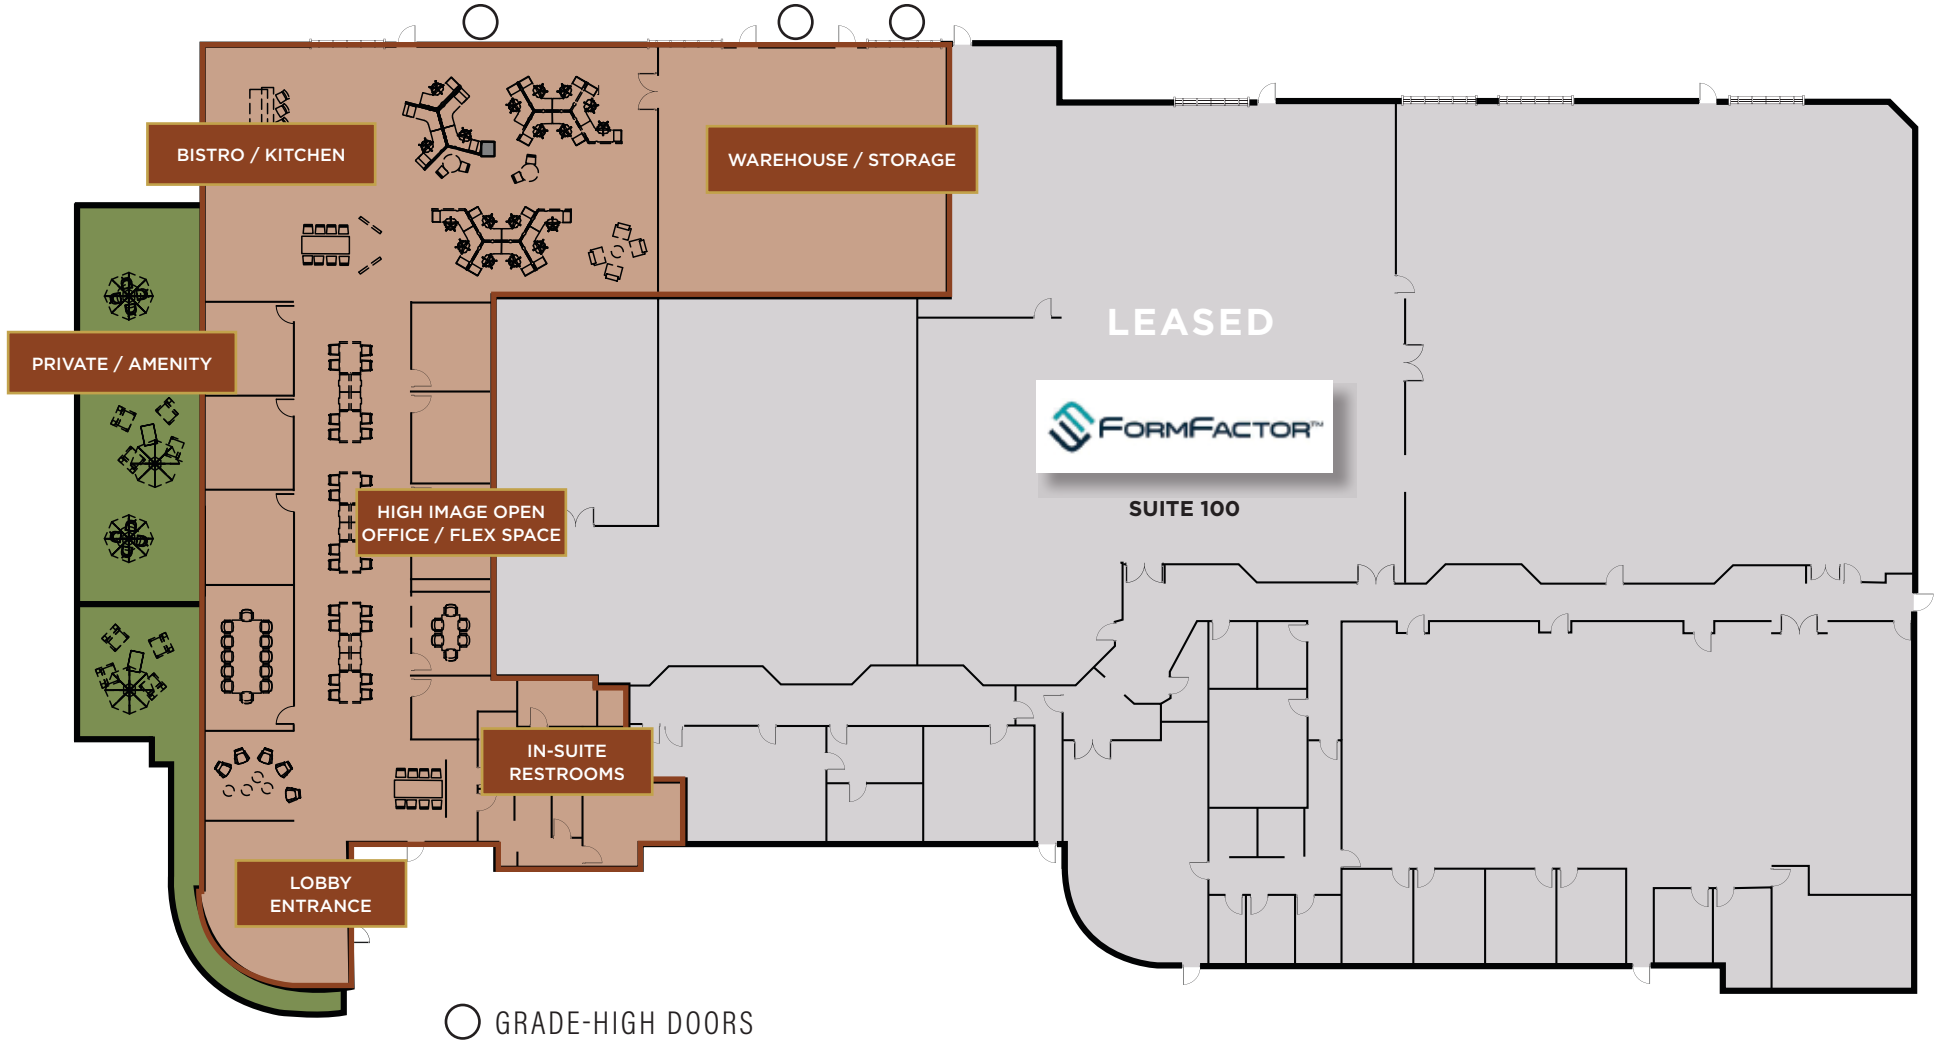 BISTRO / KITCHEN
WAREHOUSE / STORAGE
LEASED
PRIVATE / AMENITY
FORMFACTOR™
SUITE 100
HIGH IMAGE OPEN
OFFICE / FLEX SPACE
IN-SUITE
RESTROOMS
LOBBY
ENTRANCE
GRADE-HIGH DOORS